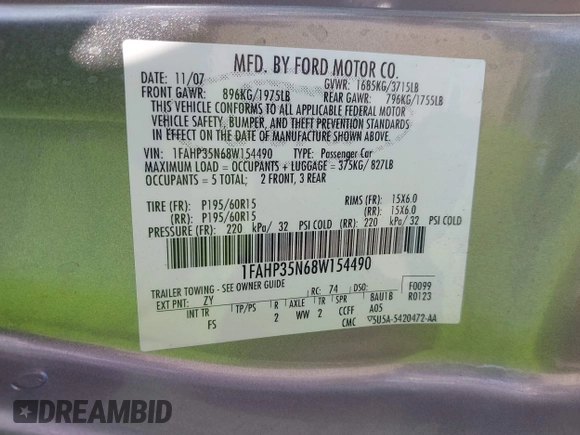 MFD. BY FORD MOTOR CO.
DATE: 11/07 GVWR: 1685KG/3715LB
FRONT GAWR: 896KG/1975LB REAR GAWR: 796KG/1755LB
THIS VEHICLE CONFORMS TO ALL APPLICABLE FEDERAL MOTOR
VEHICLE SAFETY, BUMPER, AND THEFT PREVENTION STANDARDS
IN EFFECT ON THE DATE OF MANUFACTURE SHOWN ABOVE.
VIN: 1FAHP35N68W154490 TYPE: Passenger Car
MAXIMUM LOAD = OCCUPANTS + LUGGAGE = 375KG/ 827LB
OCCUPANTS = 5 TOTAL; 2 FRONT, 3 REAR
TIRE (FR): P195/60R15 RIMS (FR): 15X6.0
(RR): P195/60R15 (RR): 15X6.0
PRESSURE (FR): 220 kPa/ 32 PSI COLD (RR): 220 kPa/ 32 PSI COLD
1FAHP35N68W154490
TRAILER TOWING - SEE OWNER GUIDE RC: 74 DSO: F0099
EXT PNT: ZY BAU1B R0123
INT TR TP/PS R AXLE TR SPR CCFF A05
FS 2 WW 2 CMC ▽5U5A-5420472-AA
DREAMBID